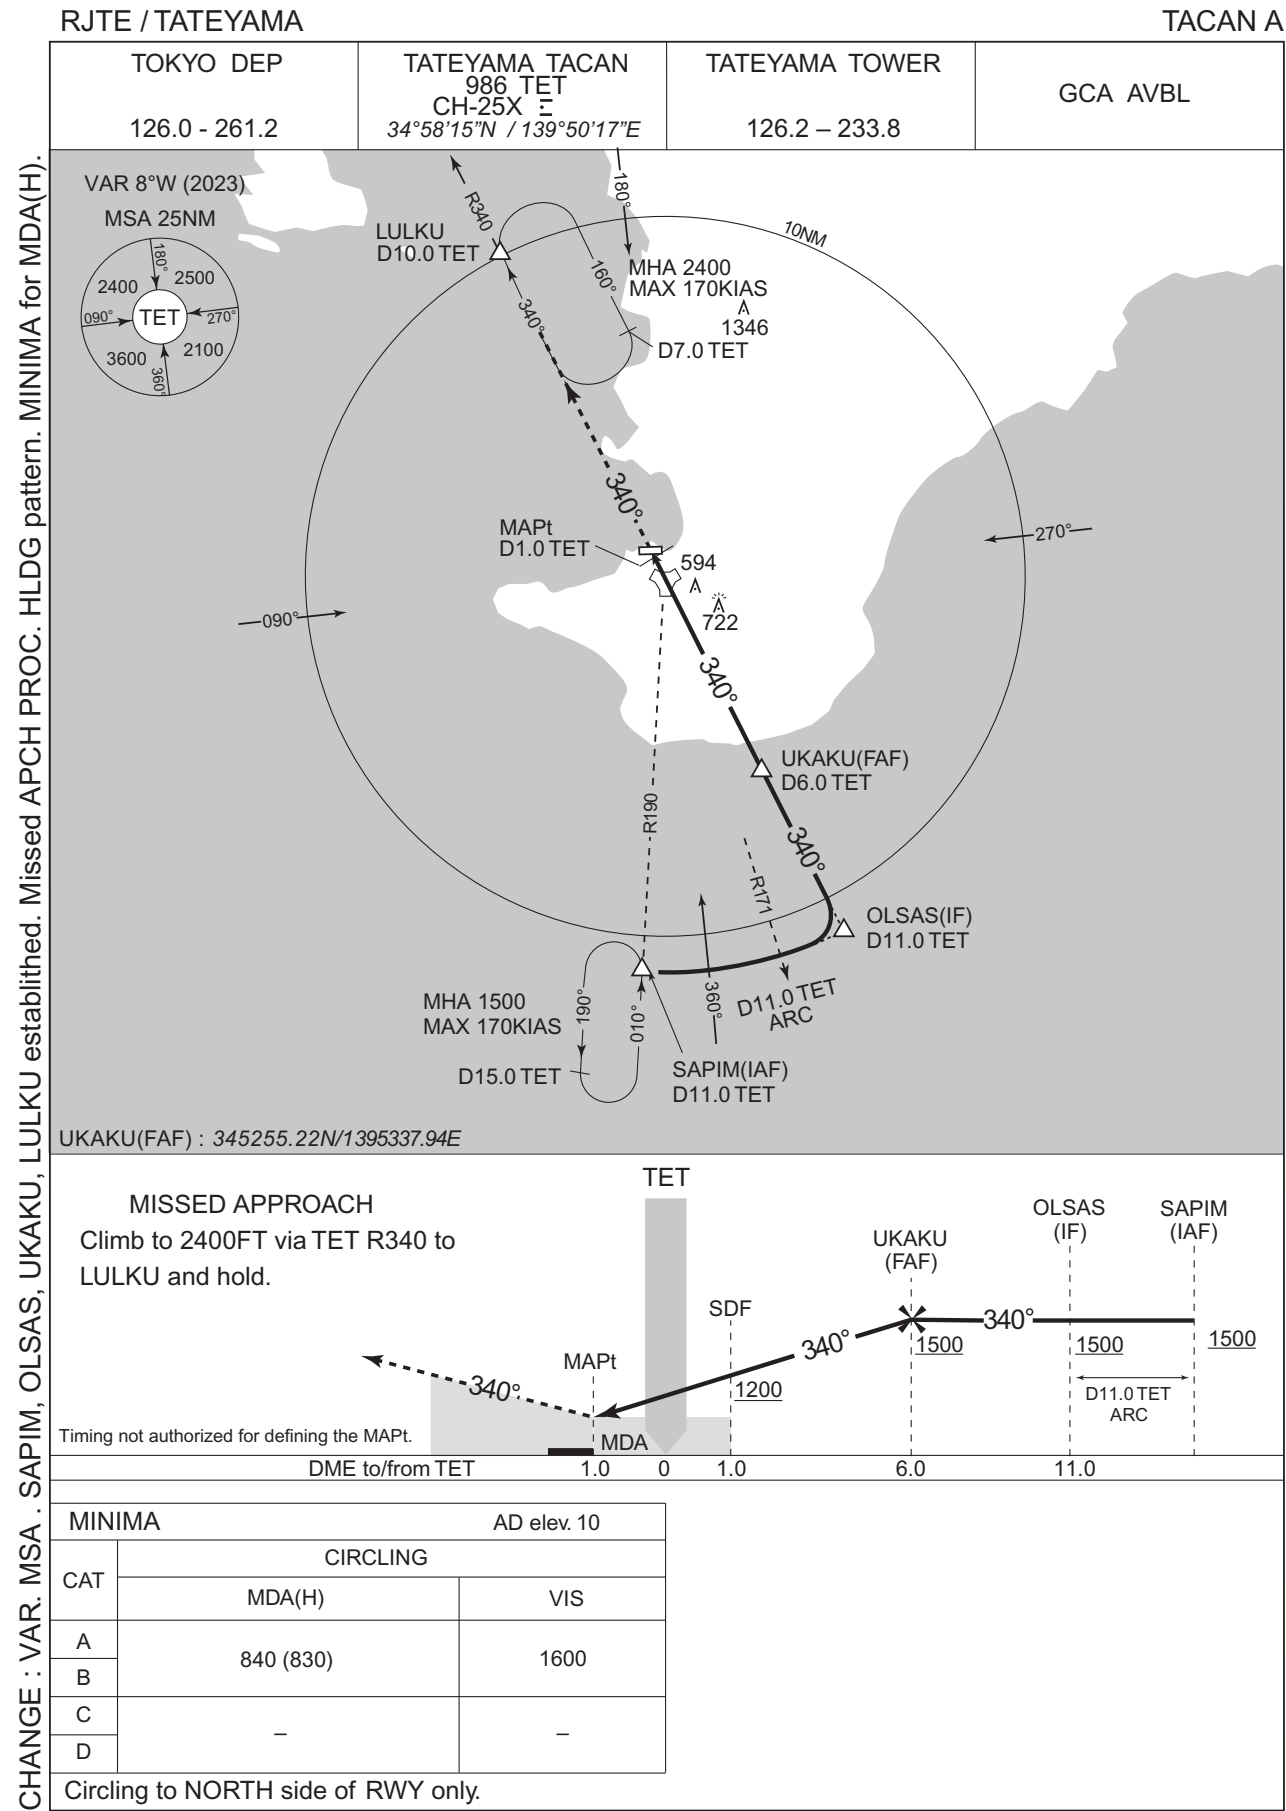 RJTE / TATEYAMA
TACAN A
TOKYO DEP
126.0 - 261.2
TATEYAMA TACAN
986 TET
CH-25X
34°58'15"N / 139°50'17"E
TATEYAMA TOWER
126.2 – 233.8
GCA AVBL
CHANGE : VAR. MSA . SAPIM, OLSAS, UKAKU, LULKU establithed. Missed APCH PROC. HLDG pattern. MINIMA for MDA(H).
VAR 8°W (2023)
MSA 25NM
180°
2400
2500
090°
TET
270°
3600
2100
360°
R340
180°
LULKU
D10.0 TET
10NM
160°
MHA 2400
MAX 170KIAS
1346
340°
D7.0 TET
340°
MAPt
D1.0 TET
594
722
270°
090°
340°
UKAKU(FAF)
D6.0 TET
R190
340°
R171
OLSAS(IF)
D11.0 TET
MHA 1500
MAX 170KIAS
190°
010°
360°
D11.0 TET
ARC
D15.0 TET
SAPIM(IAF)
D11.0 TET
UKAKU(FAF) : 345255.22N/1395337.94E
TET
MISSED APPROACH
Climb to 2400FT via TET R340 to
LULKU and hold.
OLSAS
(IF)
SAPIM
(IAF)
UKAKU
(FAF)
SDF
340°
340°
1500
1500
1500
MAPt
340°
1200
D11.0 TET
ARC
Timing not authorized for defining the MAPt.
MDA
DME to/from TET
1.0
0
1.0
6.0
11.0
MINIMA
AD elev. 10
CAT
CIRCLING
MDA(H)
VIS
A
B
840 (830)
1600
C
D
–
–
Circling to NORTH side of RWY only.